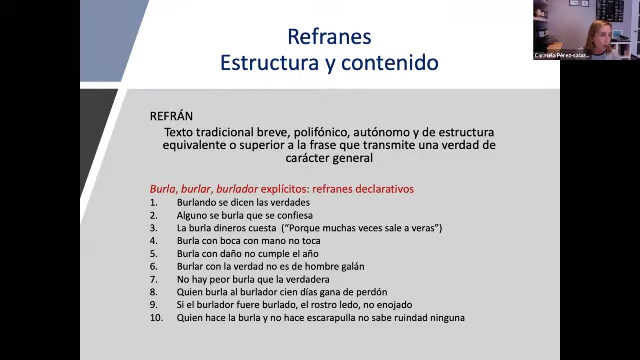 Refranes
Estructura y contenido
REFRÁN
Texto tradicional breve, polifónico, autónomo y de estructura
equivalente o superior a la frase que transmite una verdad de
carácter general
Burla, burlar, burlador explícitos: refranes declarativos
1. Burlando se dicen las verdades
2. Alguno se burla que se confiesa
3. La burla dineros cuesta (“Porque muchas veces sale a veras”)
4. Burla con boca con mano no toca
5. Burla con daño no cumple el año
6. Burlar con la verdad no es de hombre galán
7. No hay peor burla que la verdadera
8. Quien burla al burlador cien días gana de perdón
9. Si el burlador fuere burlado, el rostro ledo, no enojado
10. Quien hace la burla y no hace escarapulla no sabe ruindad ninguna